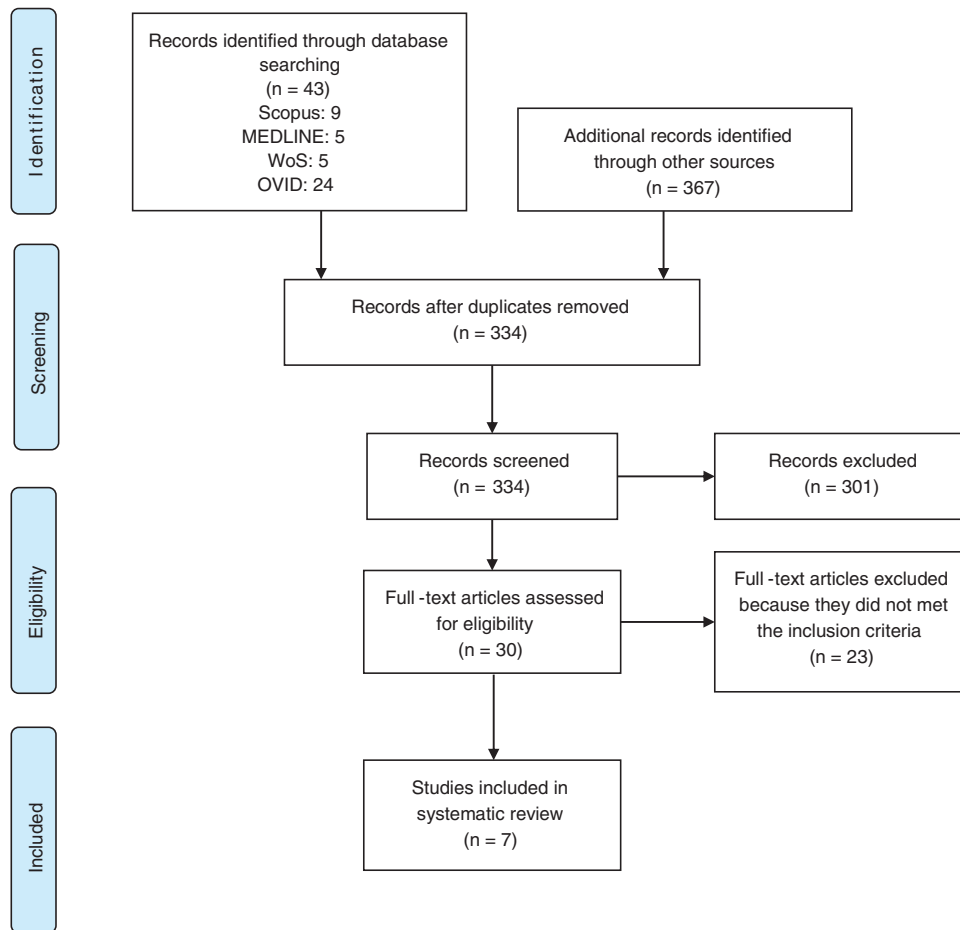 Identification
Records identified through database
searching
(n = 43)
Scopus: 9
MEDLINE: 5
WoS: 5
OVID: 24
Additional records identified
through other sources
(n = 367)
Screening
Records after duplicates removed
(n = 334)
Records screened
(n = 334)
Records excluded
(n = 301)
Eligibility
Full -text articles assessed
for eligibility
(n = 30)
Full -text articles excluded
because they did not met
the inclusion criteria
(n = 23)
Included
Studies included in
systematic review
(n = 7)